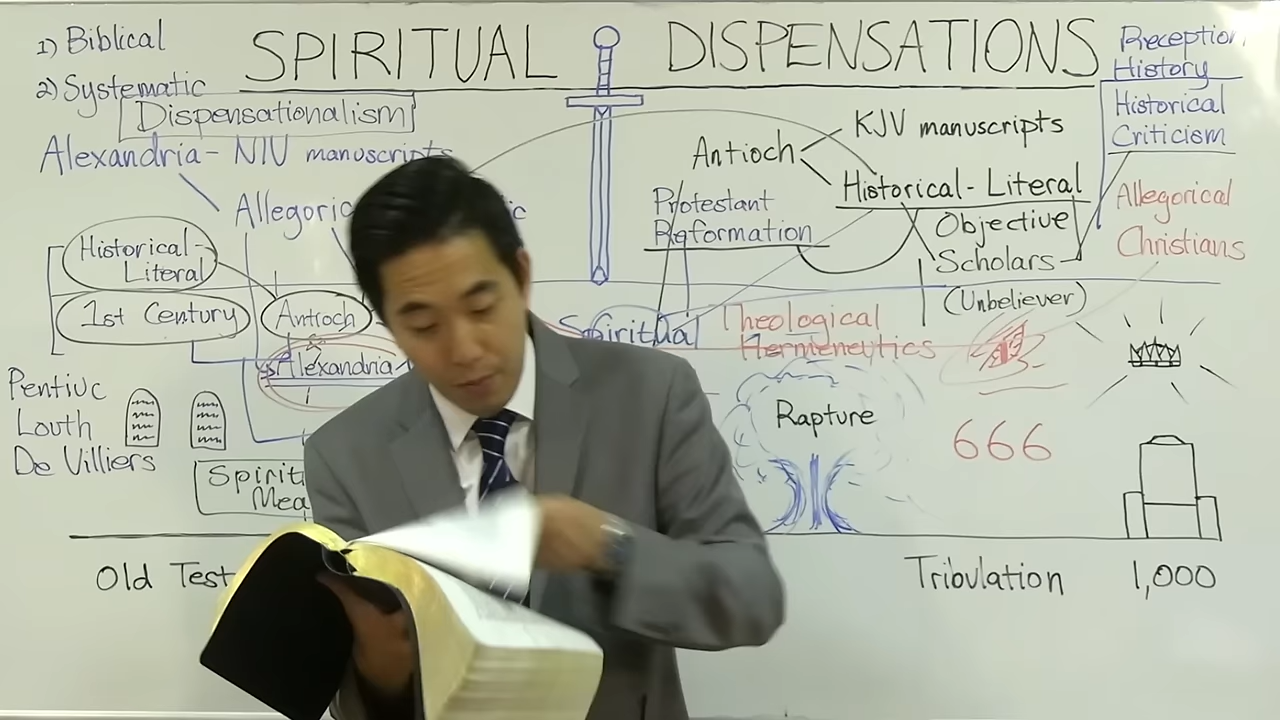 1) Biblical
2) Systematic
Dispensationalism
SPIRITUAL DISPENSATIONS
Reception
History
Historical
Criticism
Allegorical
Christians
Alexandria - NIV manuscripts
Antioch
KJV manuscripts
Historical - Literal
Protestant
Reformation
Objective
Scholars
(Unbeliever)
Historical-
Literal
1st Century
Antioch
Alexandria
Spiritual
Theological
Hermeneutics
Pentiuc
Louth
De Villiers
Rapture
666
Old
Tribulation
1,000